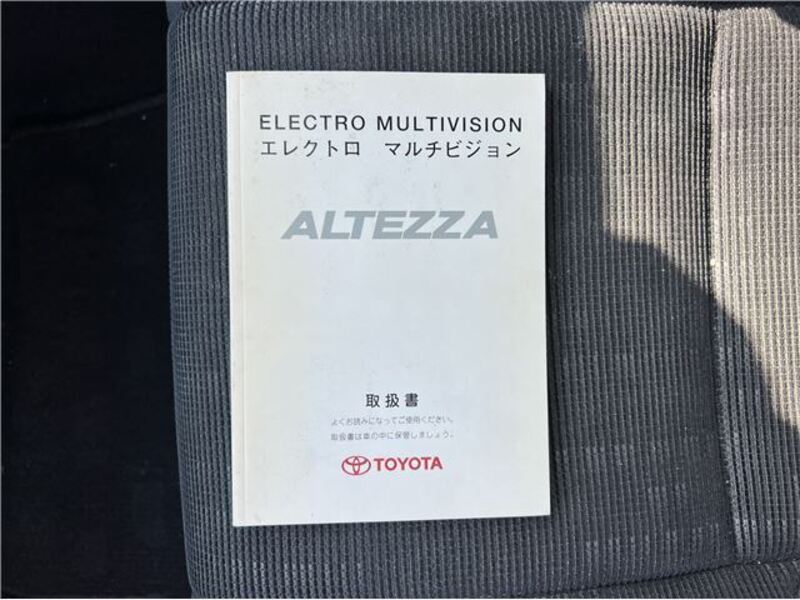 ELECTRO MULTIVISION
エレクトロ マルチビジョン
ALTEZZA
取扱書
よくお読みになってご使用ください。
取扱書は車の中に保管しましょう。
TOYOTA